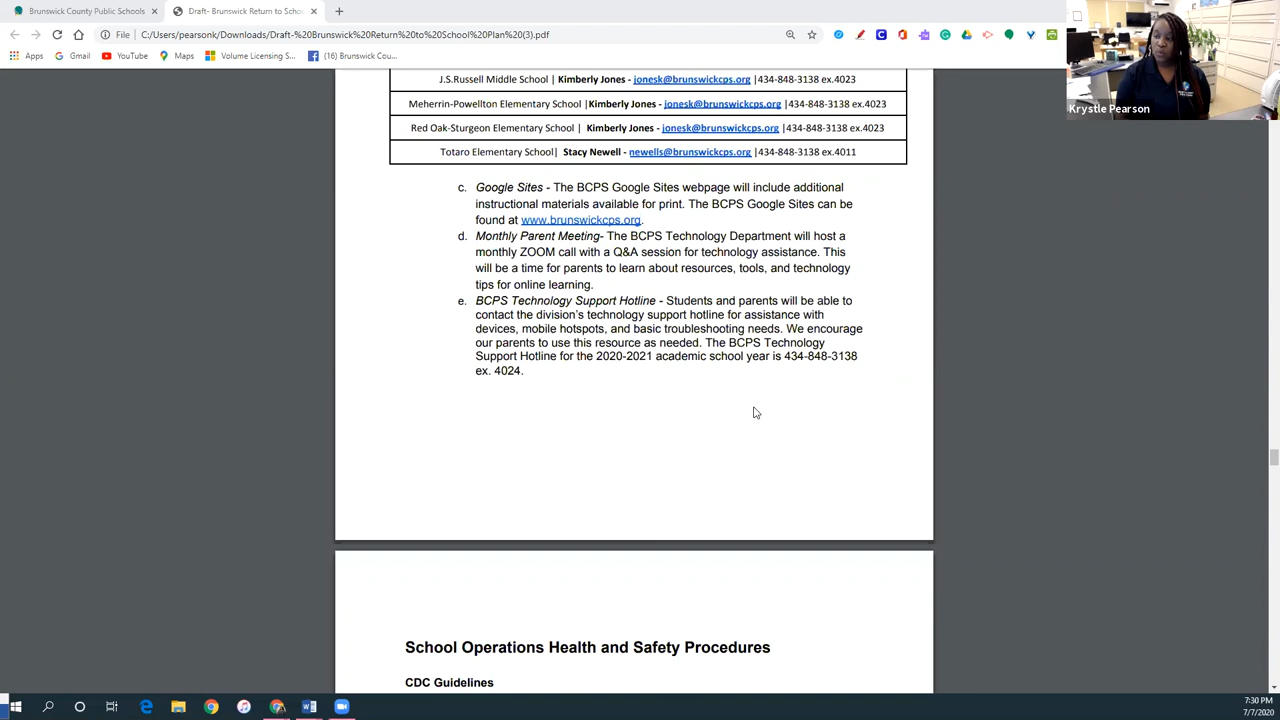 Brunswick County Public Schools
Draft- Brunswick Return to Schoo
File | C:/Users/pearsonk/Downloads/Draft-%20Brunswick%20Return%20to%20School%20Plan%20(3).pdf
Apps Gmail YouTube Maps Volume Licensing S... (16) Brunswick Cou...
Krystle Pearson
J.S.Russell Middle School | Kimberly Jones - jonesk@brunswickcps.org |434-848-3138 ex.4023
Meherrin-Powellton Elementary School |Kimberly Jones - jonesk@brunswickcps.org |434-848-3138 ex.4023
Red Oak-Sturgeon Elementary School | Kimberly Jones - jonesk@brunswickcps.org |434-848-3138 ex.4023
Totaro Elementary School| Stacy Newell - newells@brunswickcps.org |434-848-3138 ex.4011
c. Google Sites - The BCPS Google Sites webpage will include additional
instructional materials available for print. The BCPS Google Sites can be
found at www.brunswickcps.org.
d. Monthly Parent Meeting- The BCPS Technology Department will host a
monthly ZOOM call with a Q&A session for technology assistance. This
will be a time for parents to learn about resources, tools, and technology
tips for online learning.
e. BCPS Technology Support Hotline - Students and parents will be able to
contact the division's technology support hotline for assistance with
devices, mobile hotspots, and basic troubleshooting needs. We encourage
our parents to use this resource as needed. The BCPS Technology
Support Hotline for the 2020-2021 academic school year is 434-848-3138
ex. 4024.
School Operations Health and Safety Procedures
CDC Guidelines
7:30 PM
7/7/2020